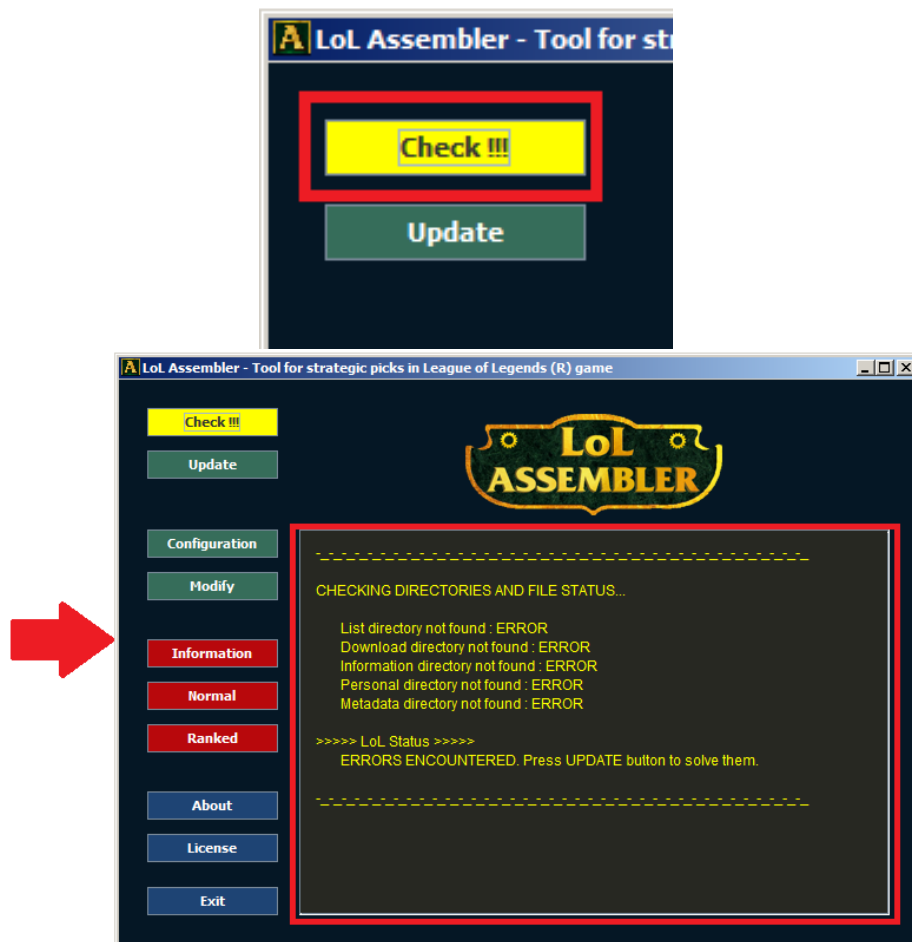 LoL Assembler - Tool for str
Check !!!
Update
LoL Assembler - Tool for strategic picks in League of Legends (R) game
Check !!!
Update
LoL
ASSEMBLER
Configuration
Modify
Information
Normal
Ranked
About
License
Exit
-_-_-_-_-_-_-_-_-_-_-_-_-_-_-_-_-_-_-_-_-_-_-_-_-_-_-_-_-_-_-_-_-_-_-_-_-_-_
CHECKING DIRECTORIES AND FILE STATUS...
List directory not found : ERROR
Download directory not found : ERROR
Information directory not found : ERROR
Personal directory not found : ERROR
Metadata directory not found : ERROR
>>>>> LoL Status >>>>>
ERRORS ENCOUNTERED. Press UPDATE button to solve them.
-_-_-_-_-_-_-_-_-_-_-_-_-_-_-_-_-_-_-_-_-_-_-_-_-_-_-_-_-_-_-_-_-_-_-_-_-_-_